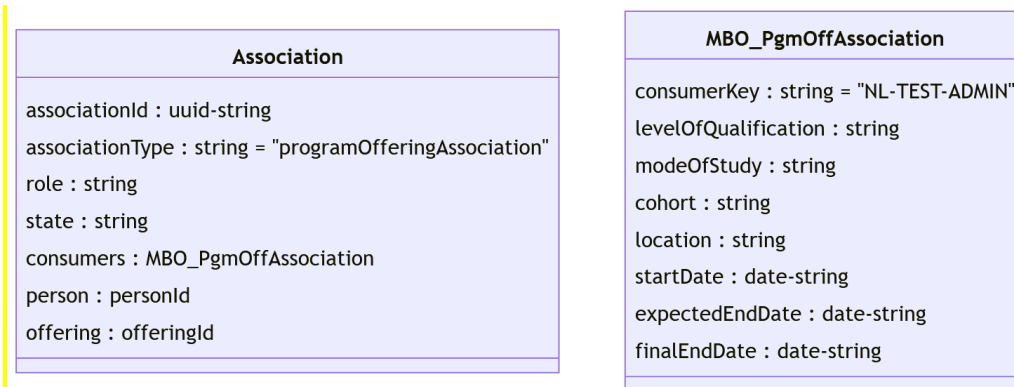 Association
associationId : uuid-string
associationType : string = "programOfferingAssociation"
role : string
state : string
consumers : MBO_PgmOffAssociation
person : personId
offering : offeringId
MBO_PgmOffAssociation
consumerKey : string = "NL-TEST-ADMIN"
levelOfQualification : string
modeOfStudy : string
cohort : string
location : string
startDate : date-string
expectedEndDate : date-string
finalEndDate : date-string